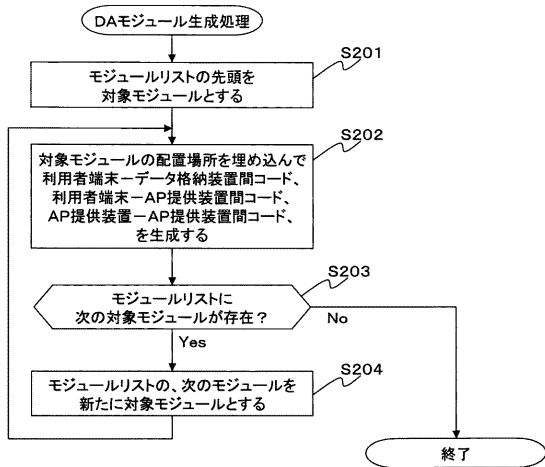 DAモジュール生成処理
S201
モジュールリストの先頭を
対象モジュールとする
S202
対象モジュールの配置場所を埋め込んで
利用者端末－データ格納装置間コード、
利用者端末－AP提供装置間コード、
AP提供装置－AP提供装置間コード、
を生成する
S203
モジュールリストに
次の対象モジュールが存在？
No
Yes
S204
モジュールリストの、次のモジュールを
新たに対象モジュールとする
終了